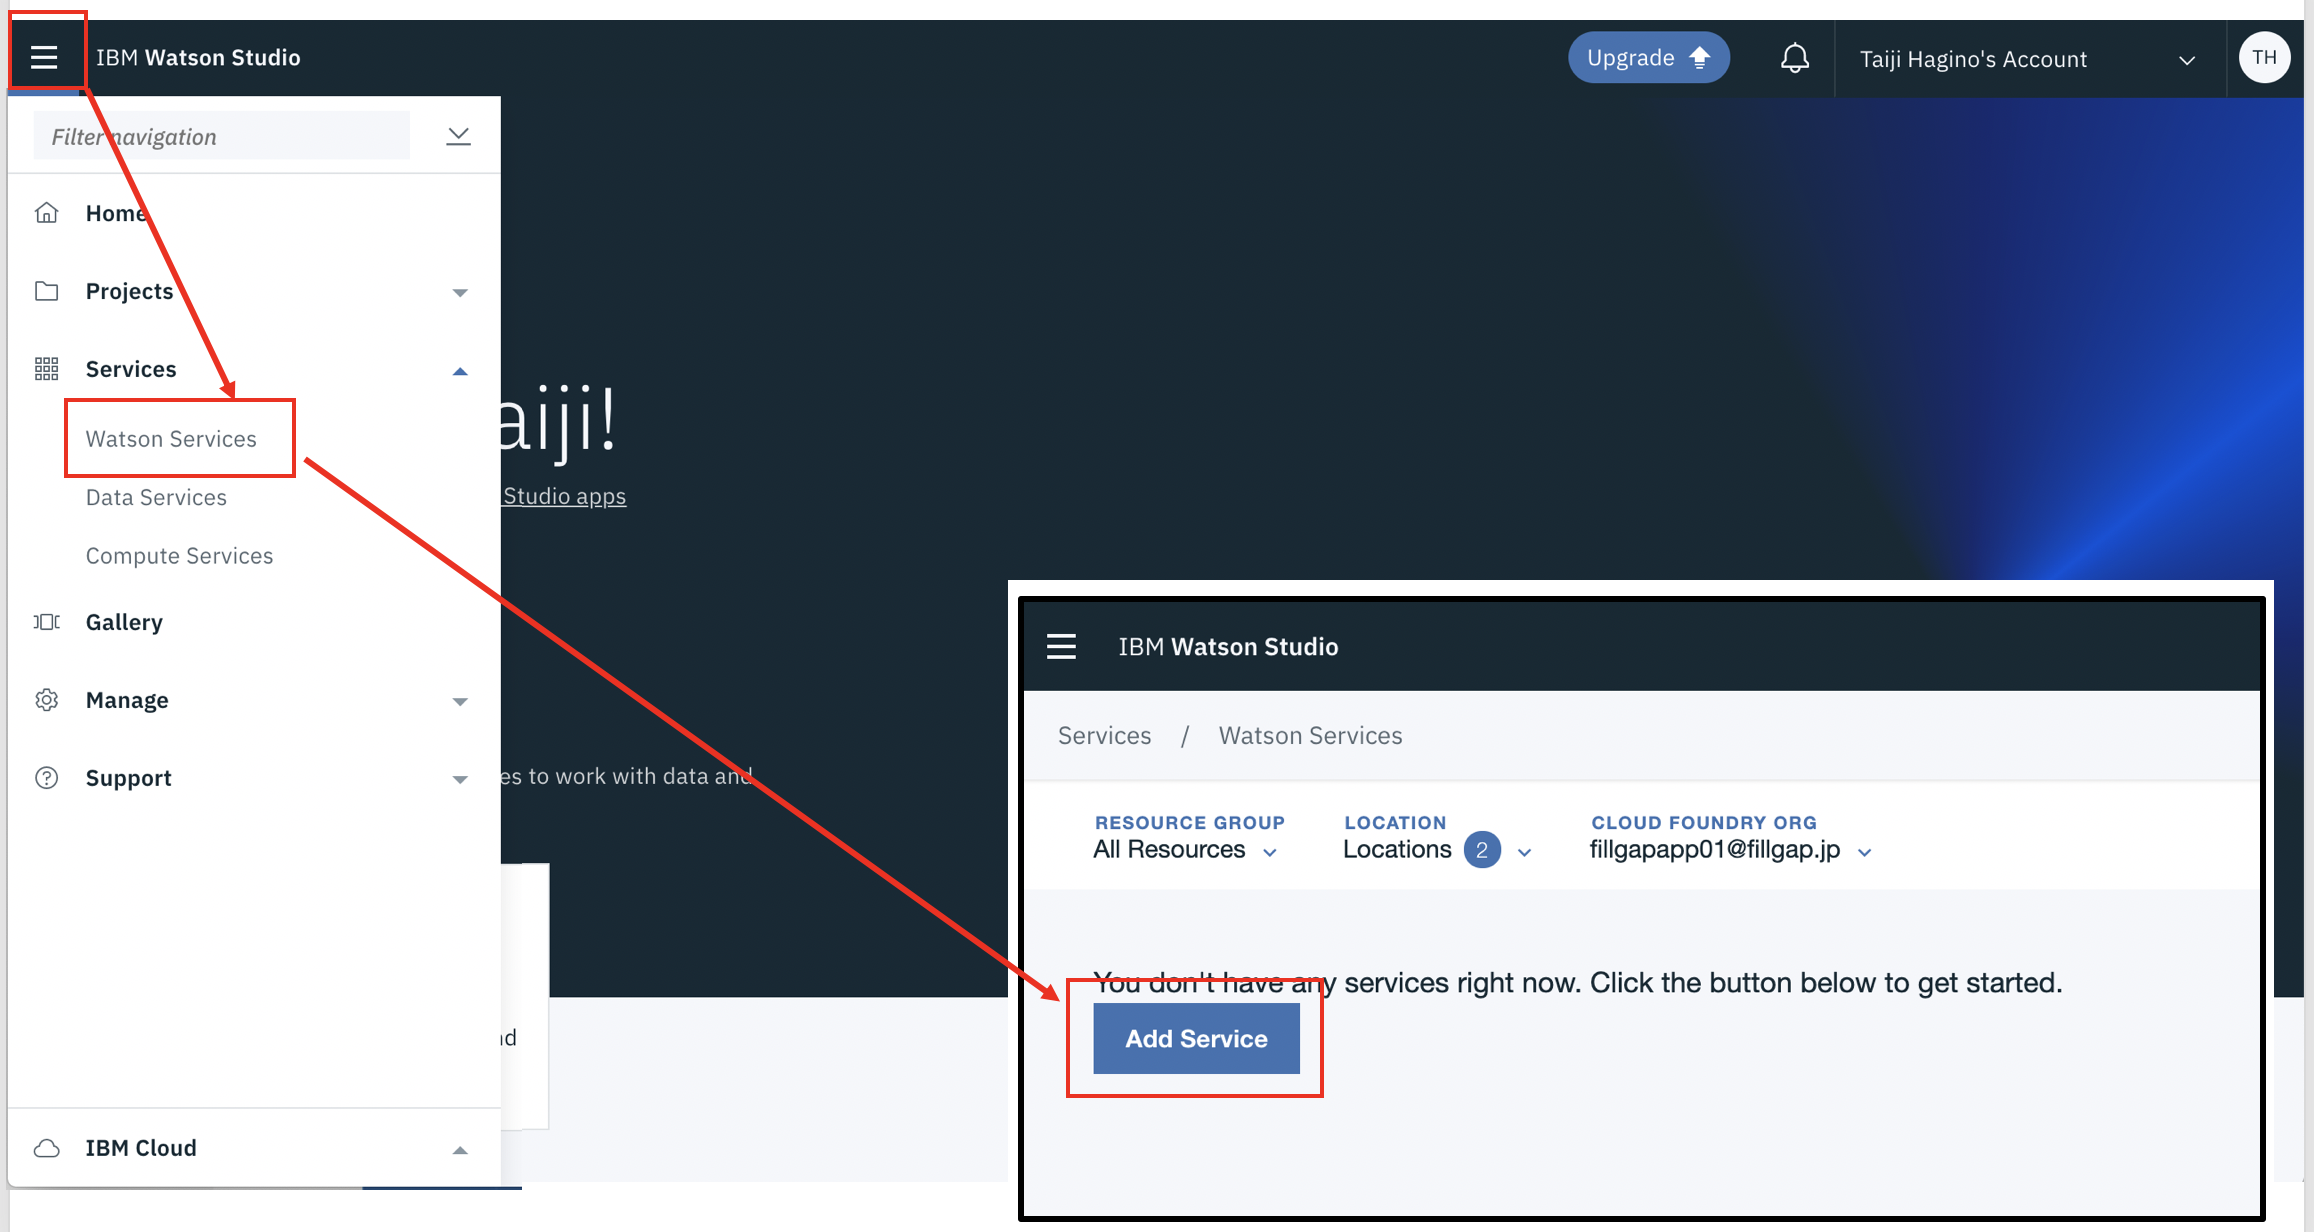 IBM Watson Studio
Upgrade
Taiji Hagino's Account
TH
Filter navigation
Home
Projects
Services
Watson Services
Data Services
Compute Services
Gallery
Manage
Support
IBM Cloud
aiji!
Studio apps
es to work with data and
nd
IBM Watson Studio
Services / Watson Services
RESOURCE GROUP
All Resources
LOCATION
Locations 2
CLOUD FOUNDRY ORG
fillgapapp01@fillgap.jp
You don't have any services right now. Click the button below to get started.
Add Service